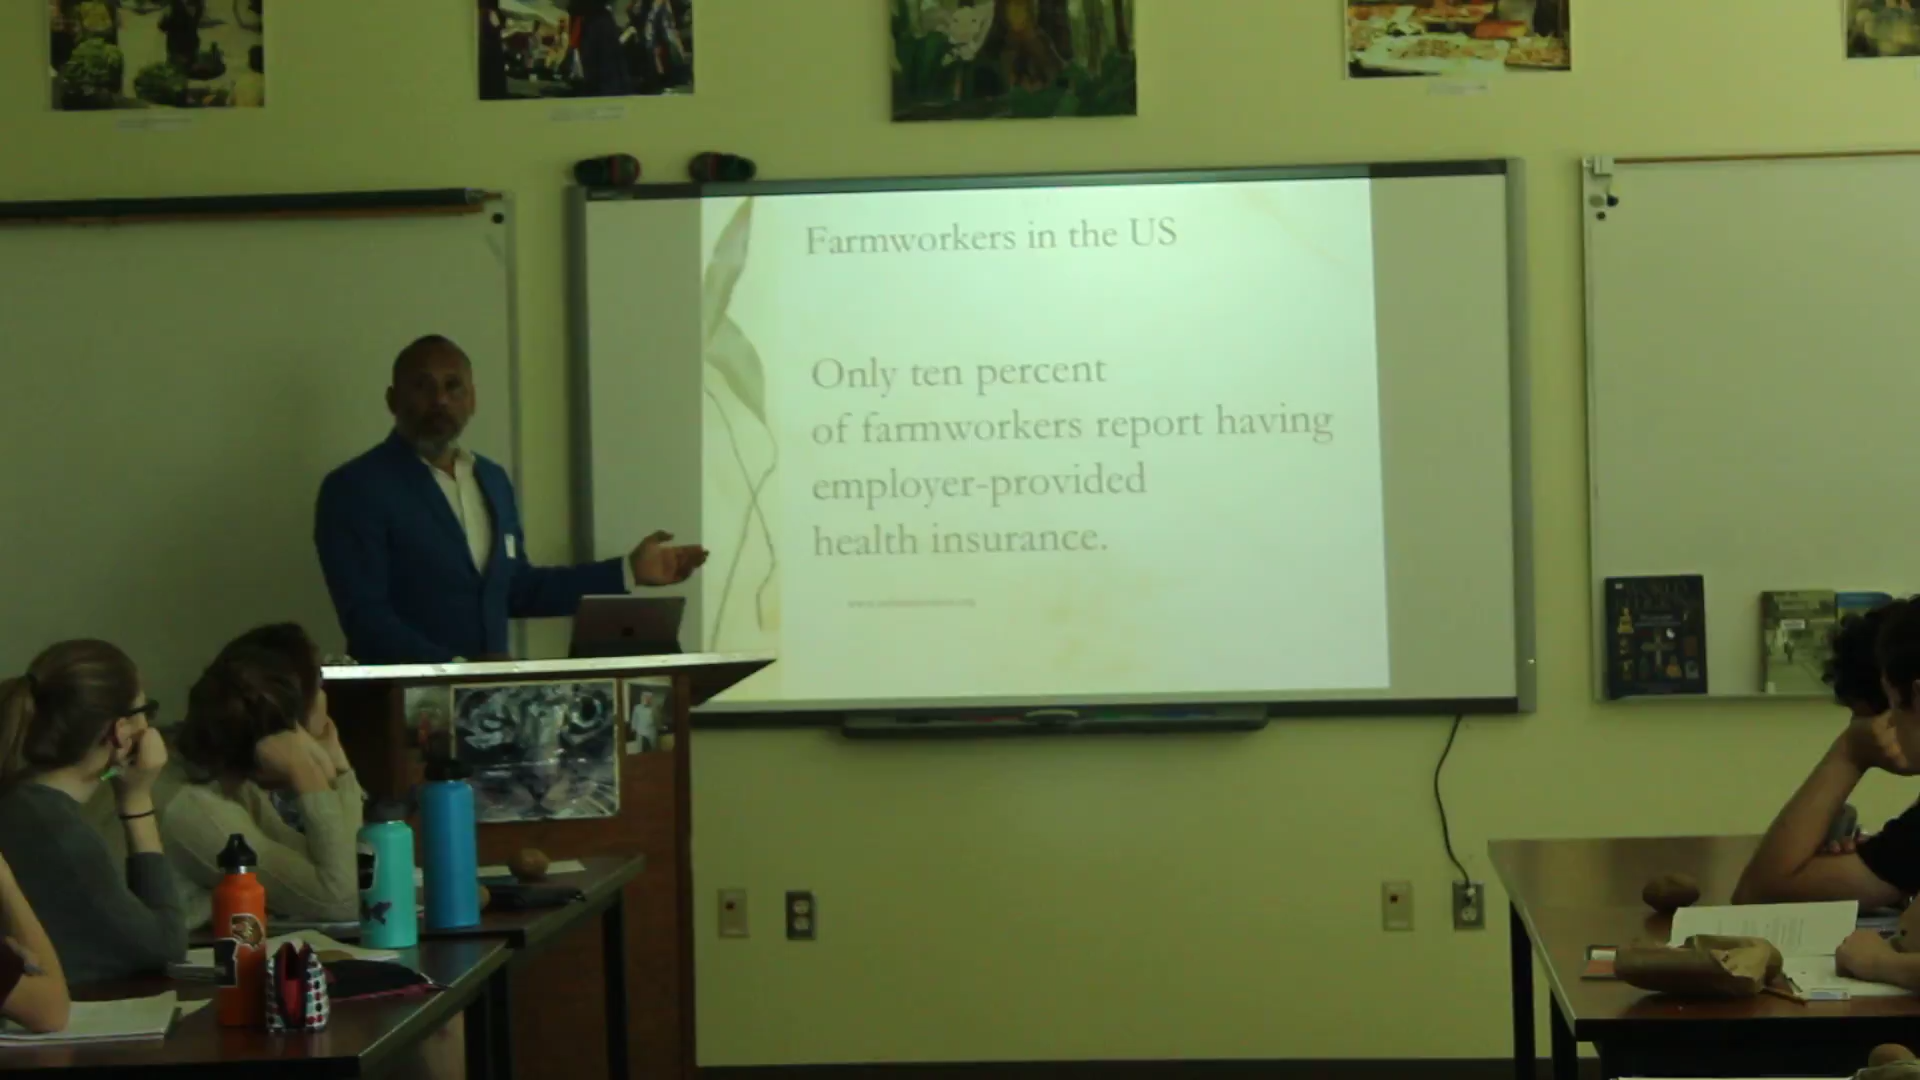 Farmworkers in the US
Only ten percent
of farmworkers report having
employer-provided
health insurance.